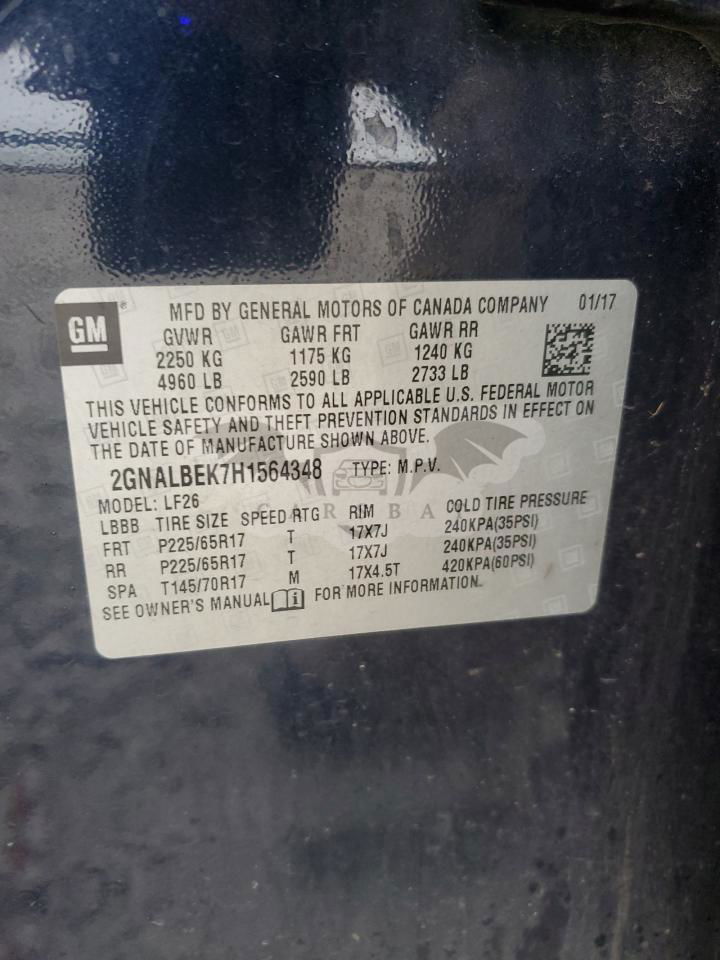 GM ®
MFD BY GENERAL MOTORS OF CANADA COMPANY 01/17
GVWR GAWR FRT GAWR RR
2250 KG 1175 KG 1240 KG
4960 LB 2590 LB 2733 LB
THIS VEHICLE CONFORMS TO ALL APPLICABLE U.S. FEDERAL MOTOR
VEHICLE SAFETY AND THEFT PREVENTION STANDARDS IN EFFECT ON
THE DATE OF MANUFACTURE SHOWN ABOVE.
2GNALBEK7H1564348 TYPE: M.P.V.
MODEL: LF26
LBBB TIRE SIZE SPEED RTG RIM COLD TIRE PRESSURE
FRT P225/65R17 T 17X7J 240KPA(35PSI)
RR P225/65R17 T 17X7J 240KPA(35PSI)
SPA T145/70R17 M 17X4.5T 420KPA(60PSI)
SEE OWNER'S MANUAL i FOR MORE INFORMATION.